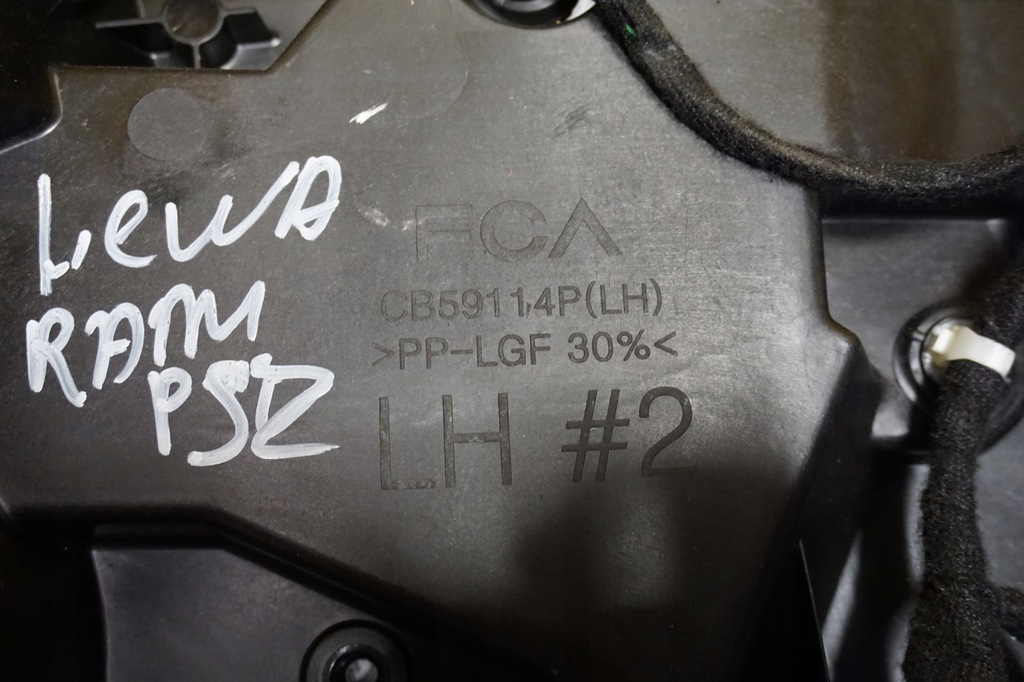 LEWA
RAM
PSZ
FCA
CB59114P(LH)
>PP-LGF 30%<
LH #2